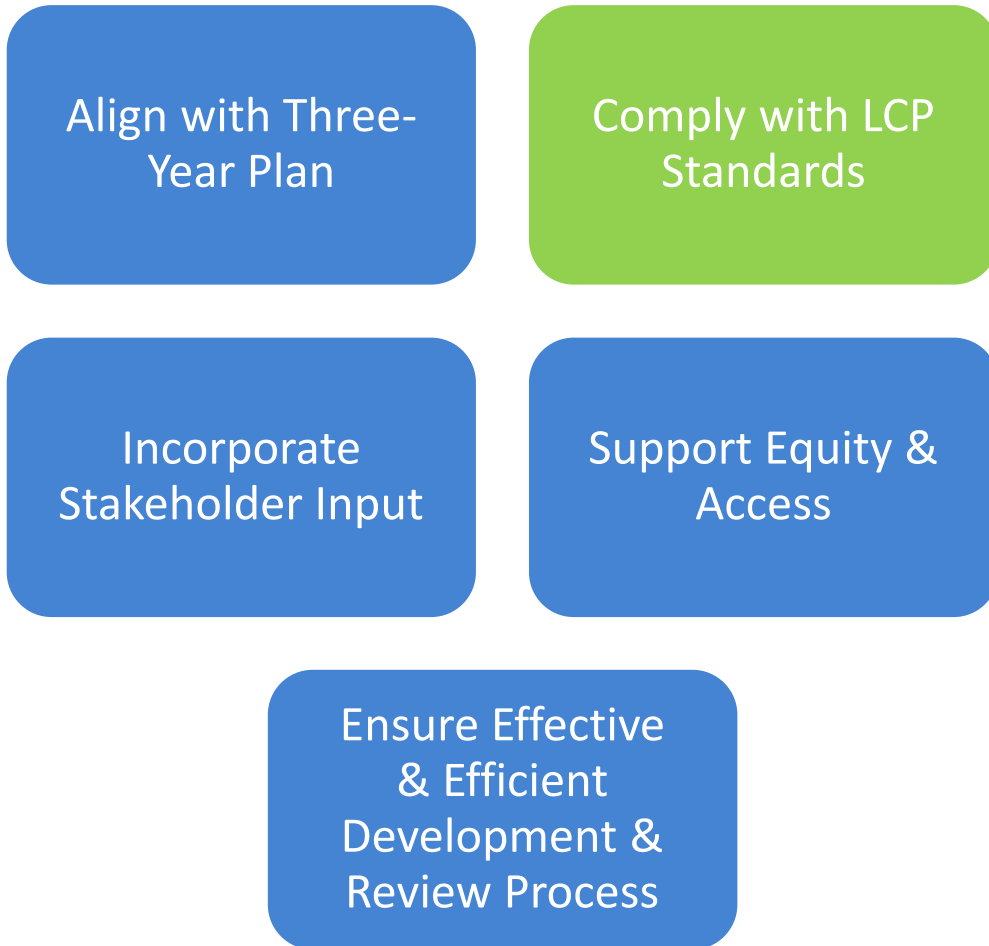 Align with Three-
Year Plan
Comply with LCP
Standards
Incorporate
Stakeholder Input
Support Equity &
Access
Ensure Effective
& Efficient
Development &
Review Process